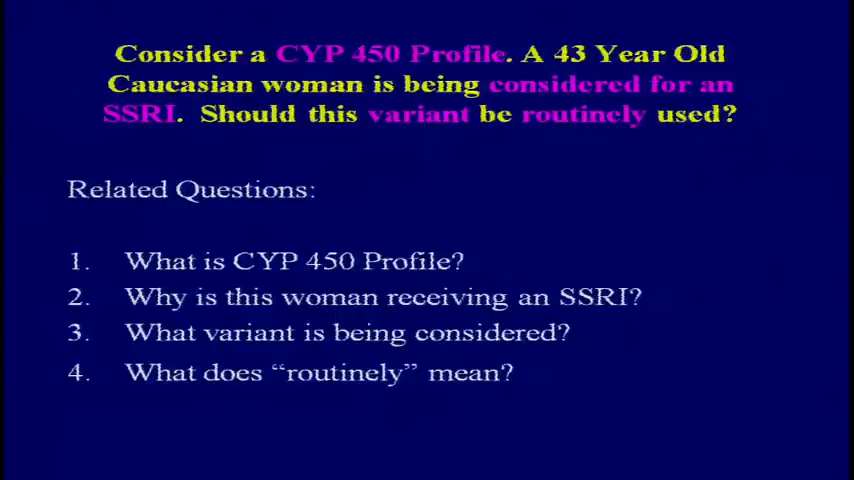 Consider a CYP 450 Profile. A 43 Year Old
Caucasian woman is being considered for an
SSRI. Should this variant be routinely used?
Related Questions:
1. What is CYP 450 Profile?
2. Why is this woman receiving an SSRI?
3. What variant is being considered?
4. What does “routinely” mean?